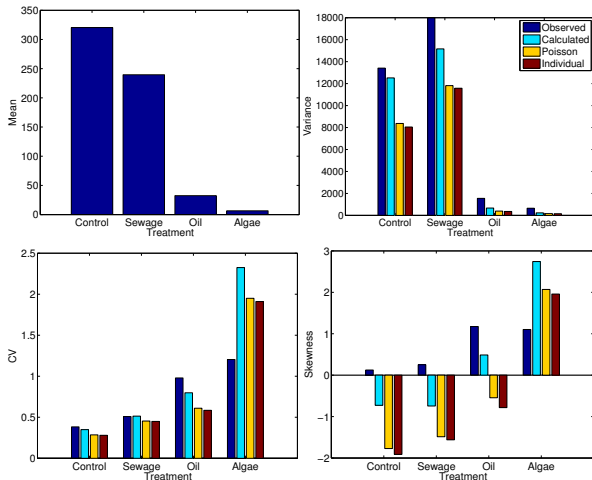 350
300
250
200
150
100
50
0
Mean
Control Sewage Oil Algae
Treatment
18000
16000
14000
12000
10000
8000
6000
4000
2000
0
Variance
Observed
Calculated
Poisson
Individual
Control Sewage Oil Algae
Treatment
2.5
2
1.5
1
0.5
0
CV
Control Sewage Oil Algae
Treatment
3
2
1
0
−1
−2
Skewness
Control Sewage Oil Algae
Treatment